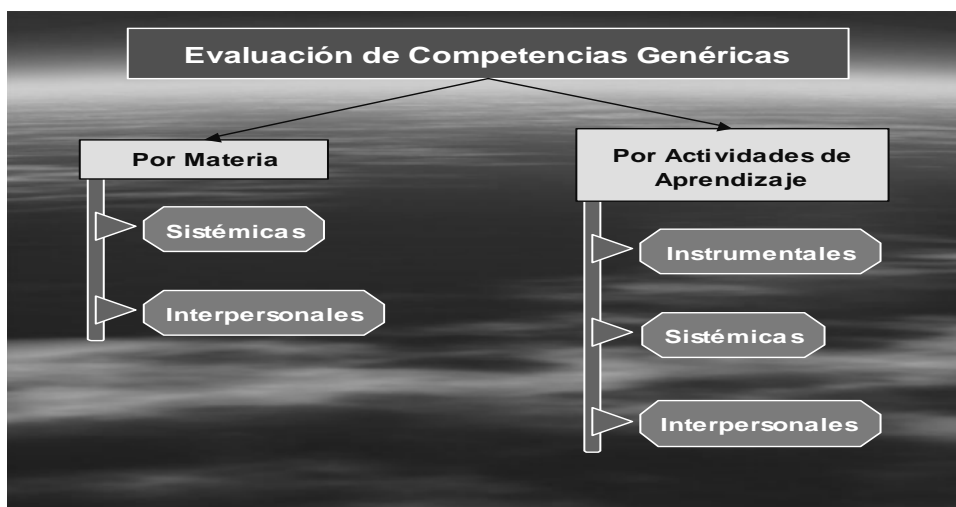 Evaluación de Competencias Genéricas
Por Materia
Sistémicas
Interpersonales
Por Actividades de
Aprendizaje
Instrumentales
Sistémicas
Interpersonales